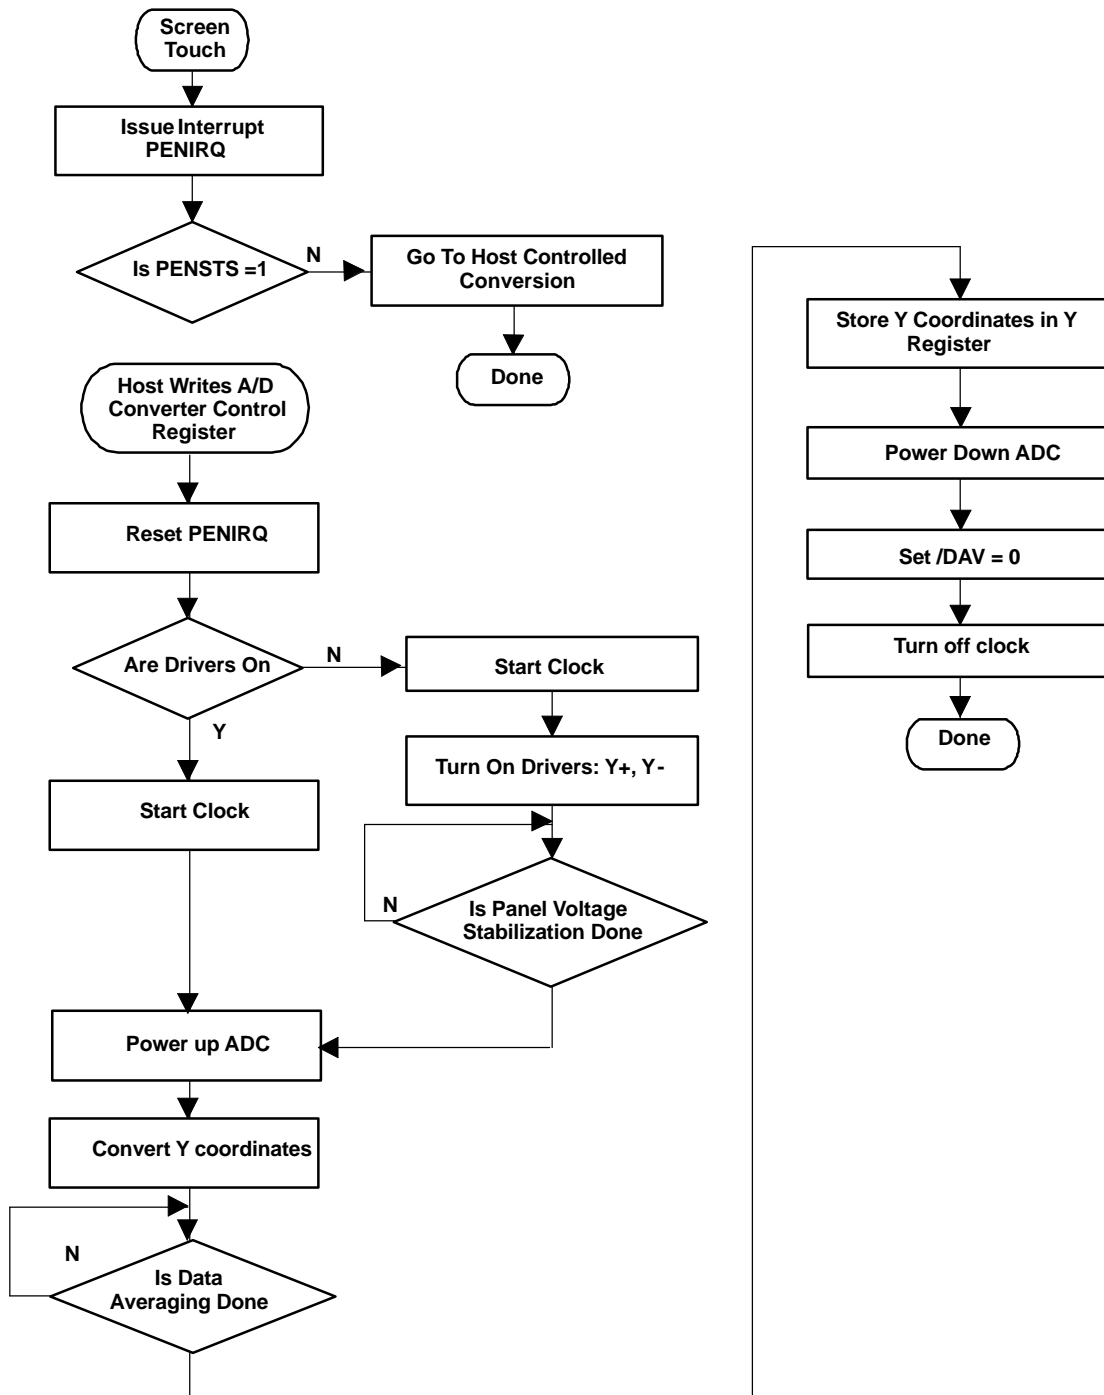 Screen
Touch
Issue Interrupt
PENIRQ
Is PENSTS =1
N
Go To Host Controlled
Conversion
Done
Host Writes A/D
Converter Control
Register
Reset PENIRQ
Are Drivers On
N
Y
Start Clock
Turn On Drivers: Y+, Y-
Start Clock
N
Is Panel Voltage
Stabilization Done
Power up ADC
Convert Y coordinates
N
Is Data
Averaging Done
Store Y Coordinates in Y
Register
Power Down ADC
Set /DAV = 0
Turn off clock
Done